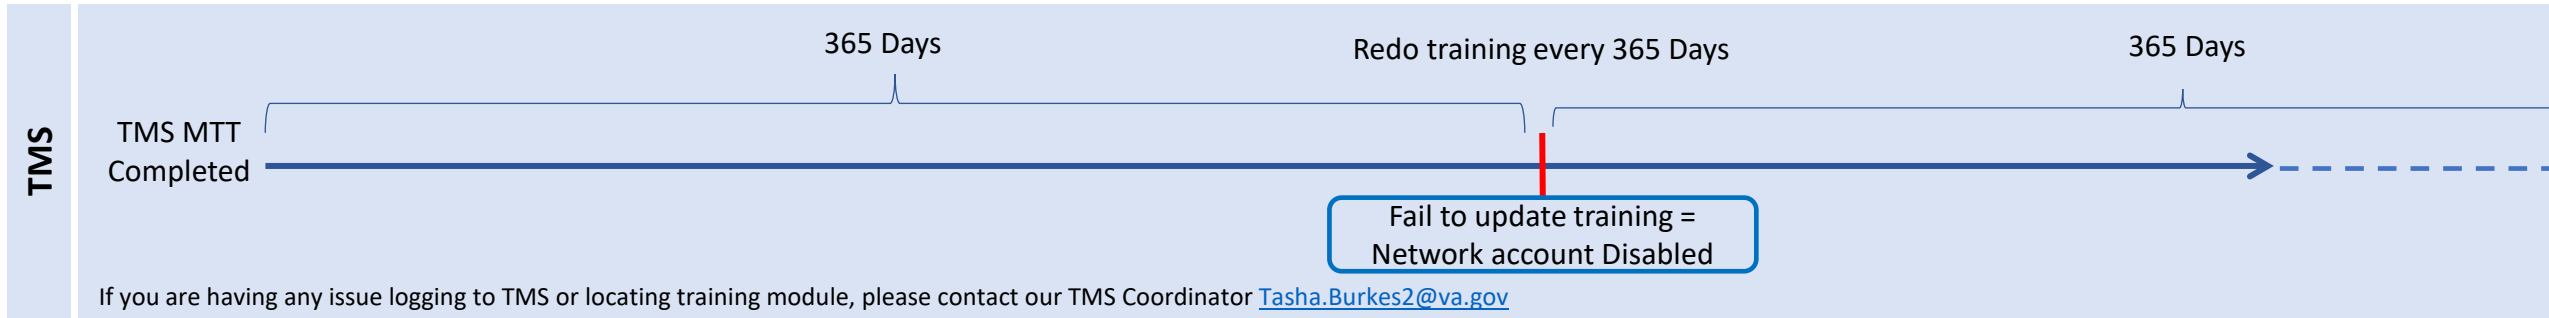 TMS
365 Days
Redo training every 365 Days
365 Days
TMS MTT
Completed
Fail to update training =
Network account Disabled
If you are having any issue logging to TMS or locating training module, please contact our TMS Coordinator Tasha.Burkes2@va.gov